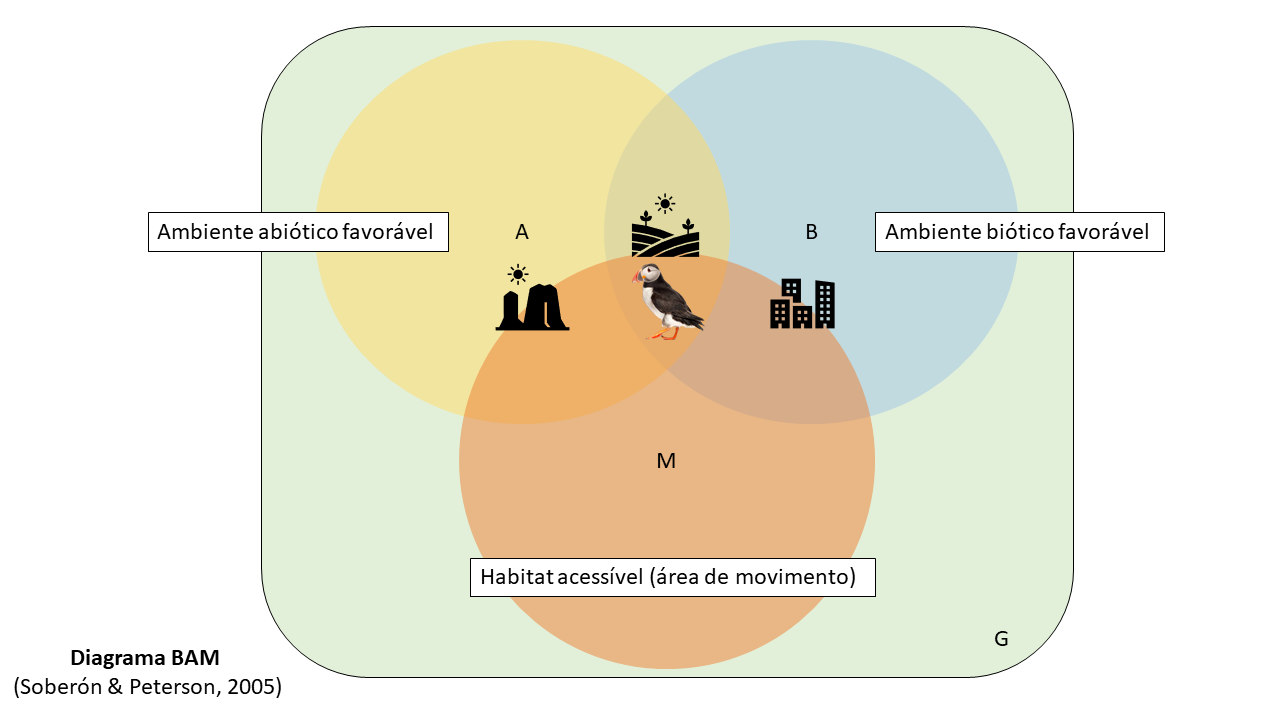 Ambiente abiótico favorável
A
B
Ambiente biótico favorável
M
Habitat acessível (área de movimento)
G
Diagrama BAM
(Soberón & Peterson, 2005)